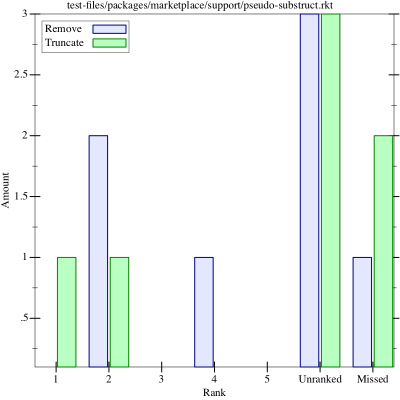 test-files/packages/marketplace/support/pseudo-substruct.rkt
Remove
Truncate
3
2.5
2
1.5
1
.5
Amount
1 2 3 4 5 Unranked Missed
Rank